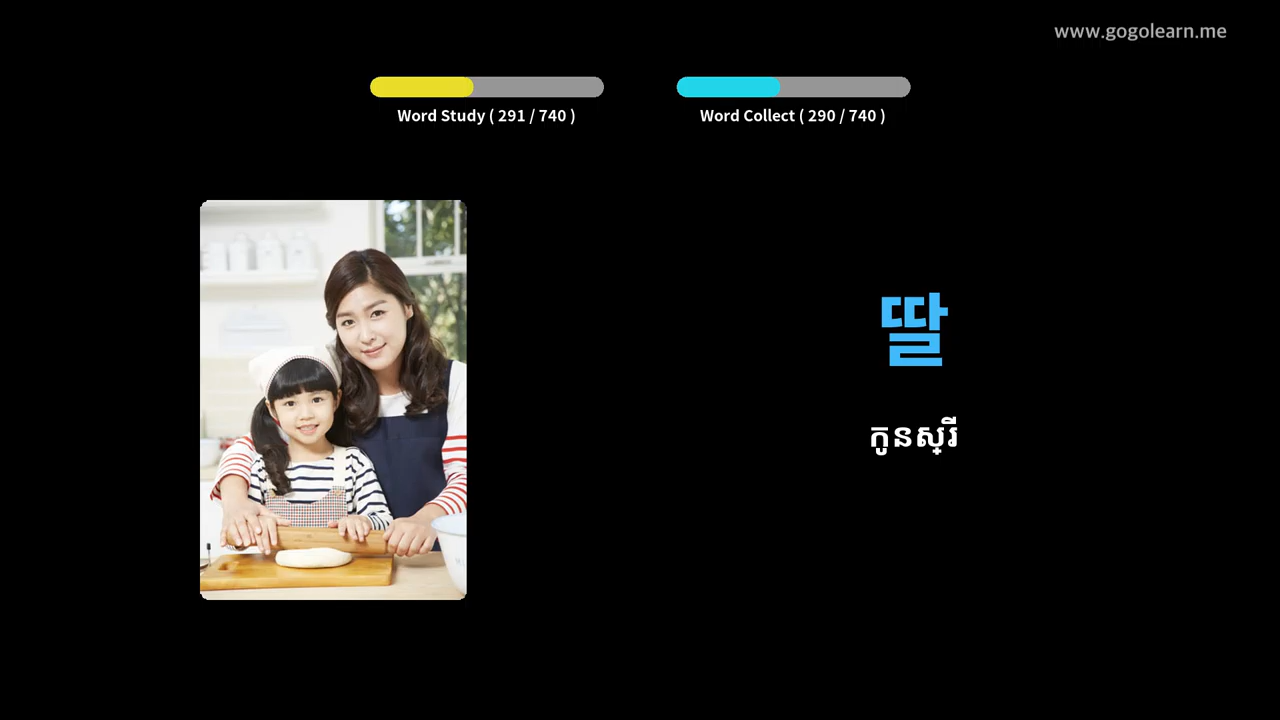 www.gogolearn.me
Word Study ( 291 / 740 )
Word Collect ( 290 / 740 )
딸
កូនស្រី